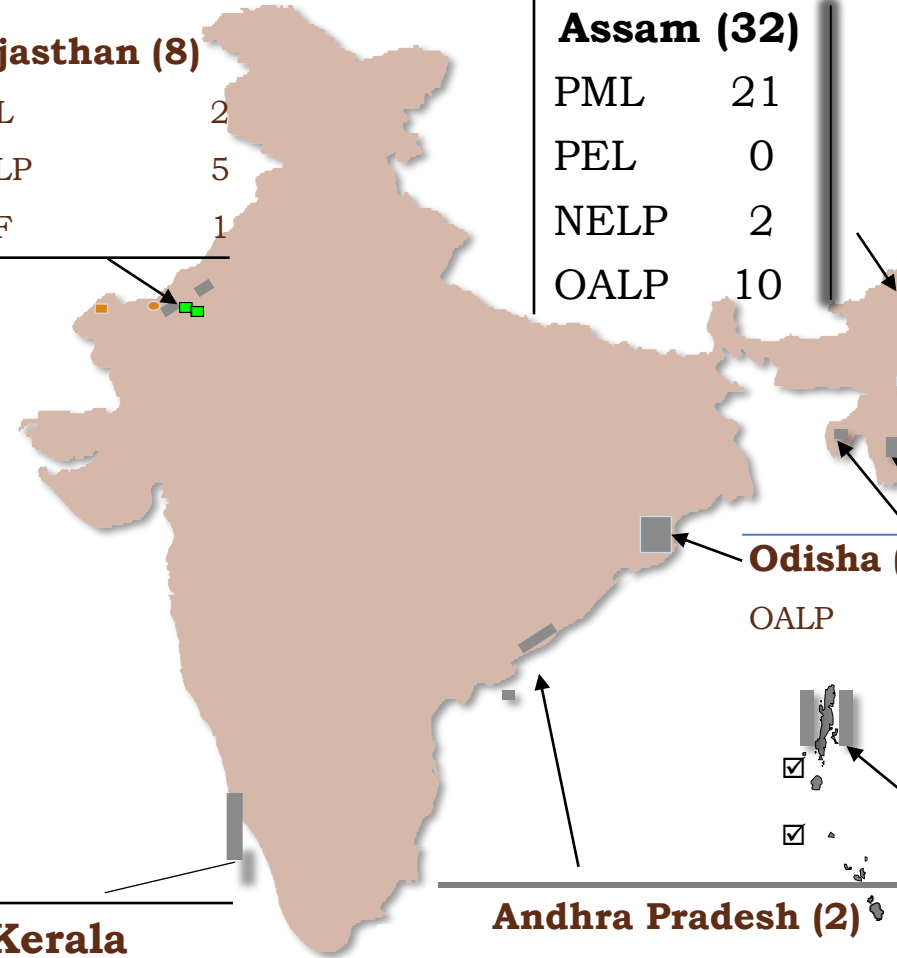 jasthan (8)
L 2
LP 5
F 1
Assam (32)
PML 21
PEL 0
NELP 2
OALP 10
Odisha (
OALP
Andhra Pradesh (2)
Kerala